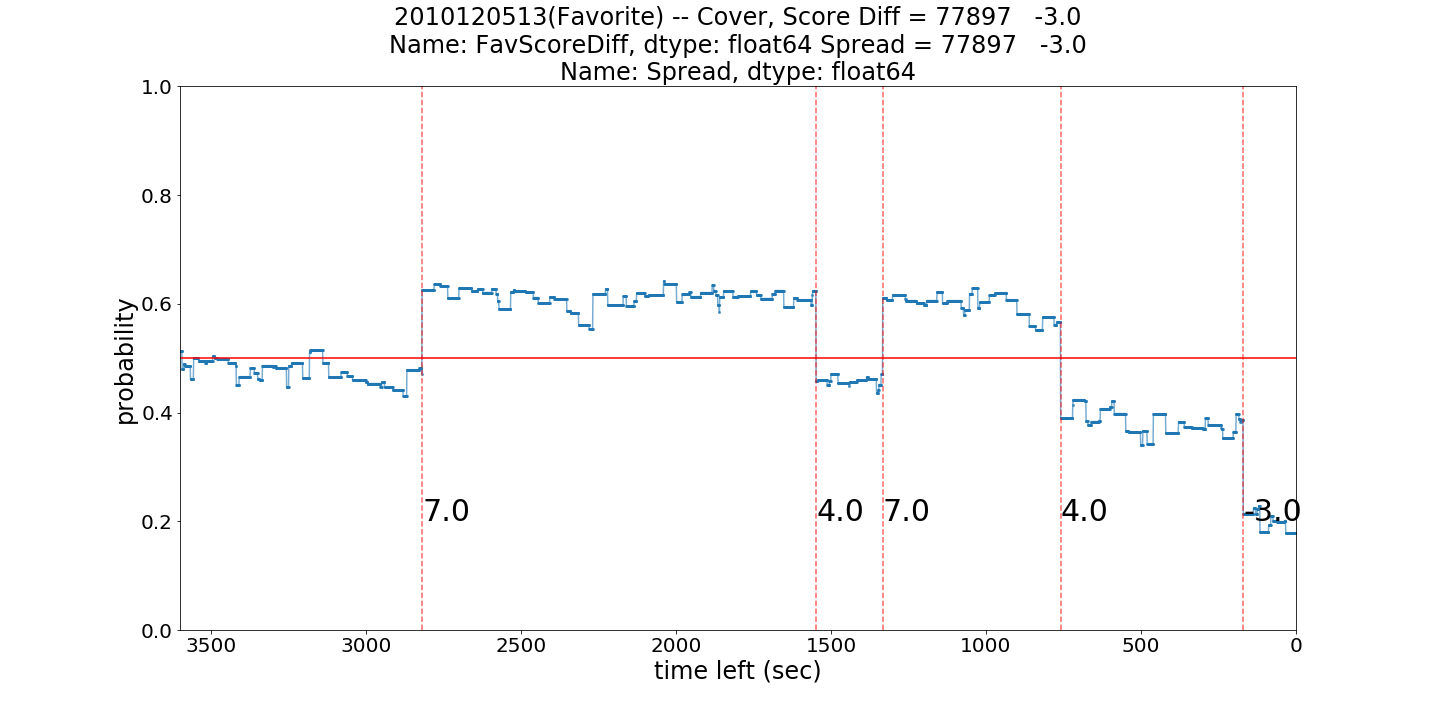 2010120513(Favorite) -- Cover, Score Diff = 77897   -3.0
Name: FavScoreDiff, dtype: float64 Spread = 77897   -3.0
Name: Spread, dtype: float64
1.0
0.8
0.6
0.4
0.2
0.0
probability
7.0
4.0
7.0
4.0
-3.0
3500 3000 2500 2000 1500 1000 500 0
time left (sec)